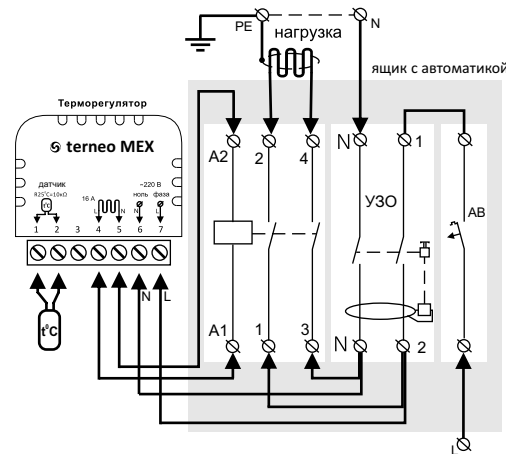 PE
N
нагрузка
ящик с автоматикой
Терморегулятор
terneo MEX
датчик
R25°C=10кΩ
t°C
16 A
L
N
~220 В
ноль
фаза
1 2 3 4 5 6 7
N L
t°C
A2
2
4
N
1
УЗО
АВ
A1
1
3
N
2
L